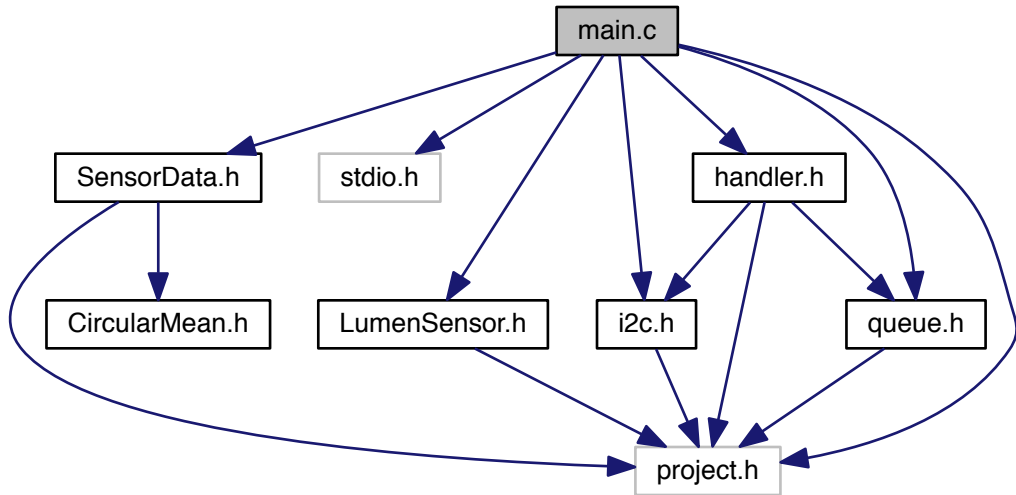 main.c
SensorData.h
stdio.h
handler.h
CircularMean.h
LumenSensor.h
i2c.h
queue.h
project.h